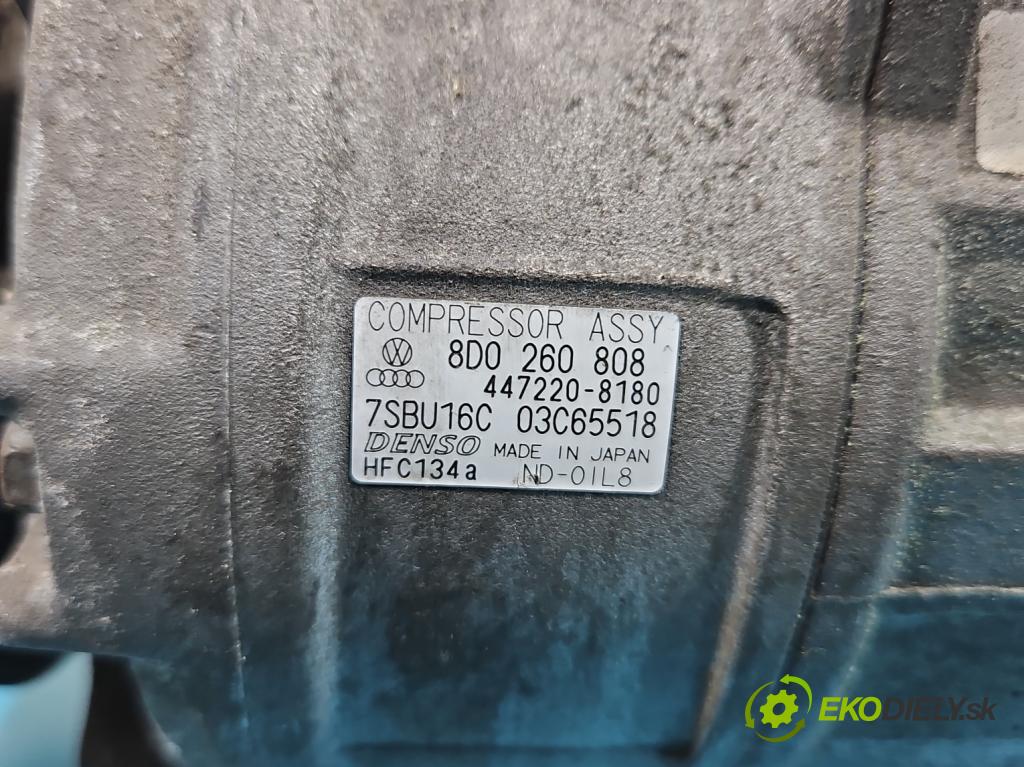 COMPRESSOR ASSY
8D0 260 808
447220-8180
7SBU16C 03C65518
DENSO MADE IN JAPAN
HFC134a ND-OIL8
EKODIELY.sk